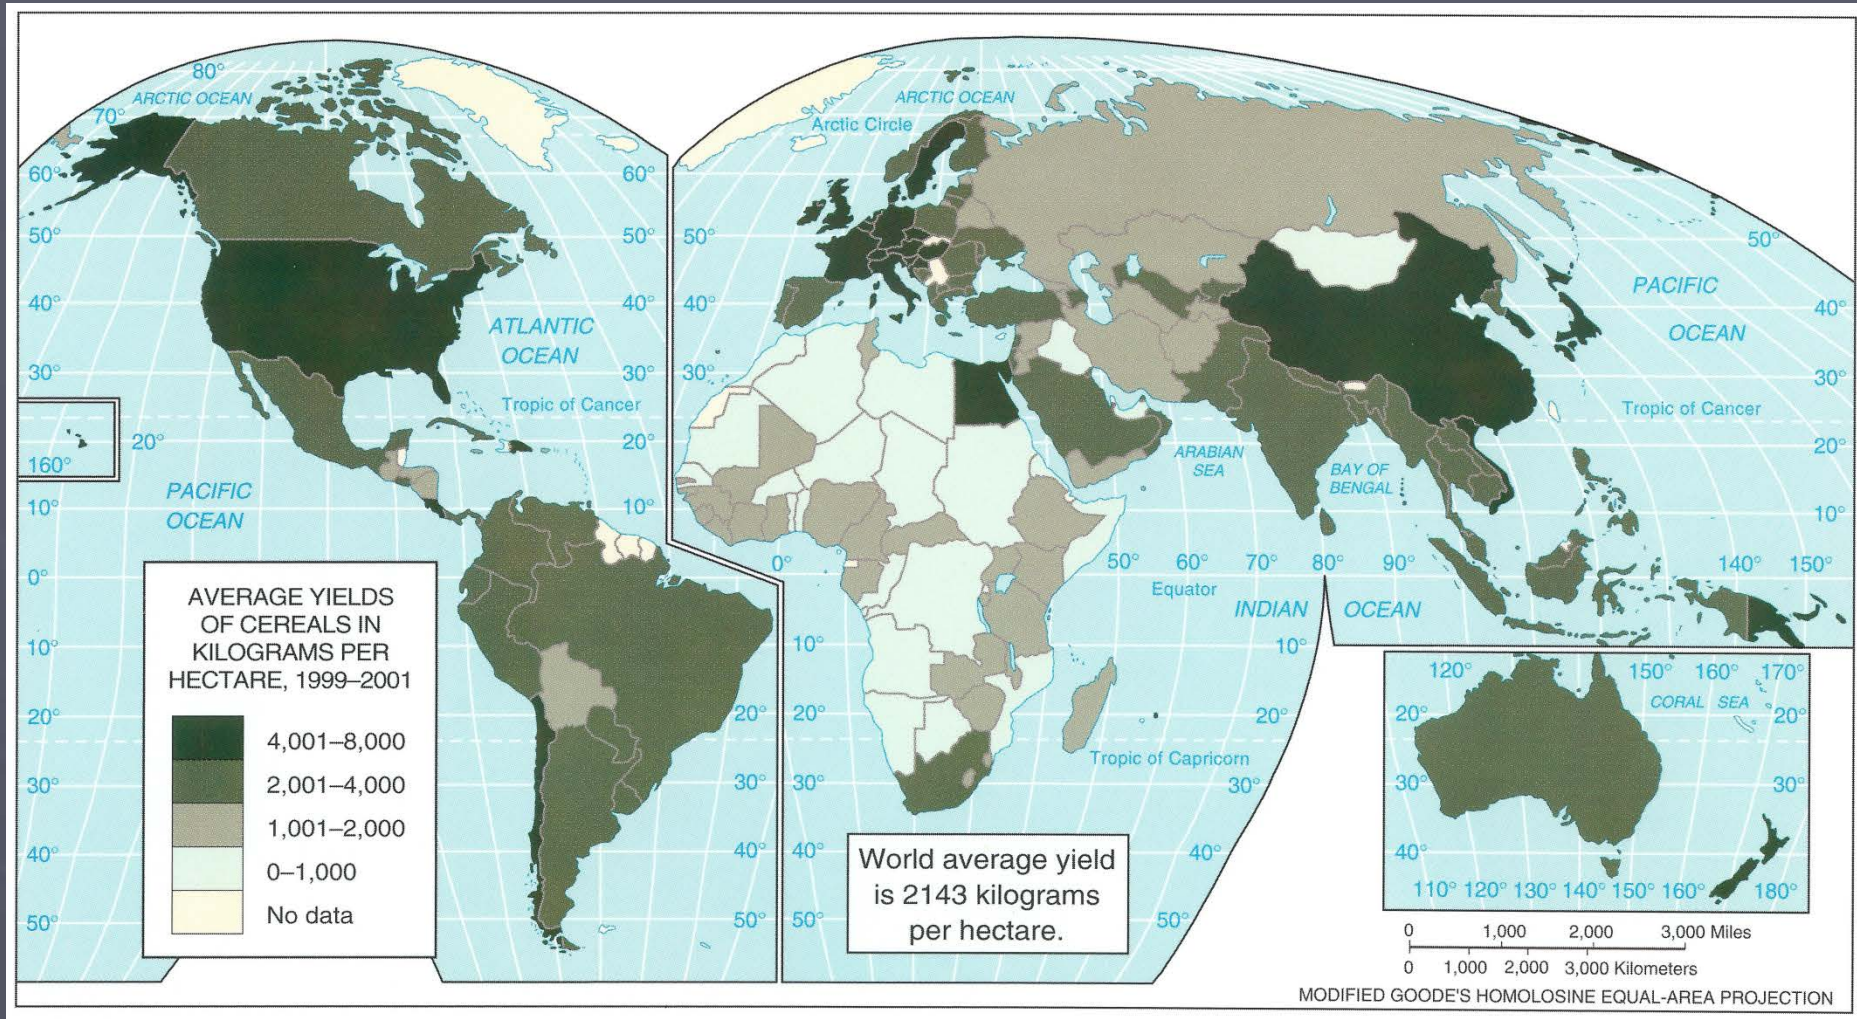 80°
ARCTIC OCEAN
70°
60°
60°
50°
50°
40°
40°
ATLANTIC
OCEAN
30°
30°
Tropic of Cancer
20°
20°
160°
PACIFIC
OCEAN
10°
10°
0°
10°
20°
20°
30°
30°
40°
40°
50°
50°
AVERAGE YIELDS
OF CEREALS IN
KILOGRAMS PER
HECTARE, 1999–2001
4,001–8,000
2,001–4,000
1,001–2,000
0–1,000
No data
ARCTIC OCEAN
Arctic Circle
50°
50°
PACIFIC
OCEAN
40°
40°
30°
30°
Tropic of Cancer
20°
ARABIAN
SEA
BAY OF
BENGAL
10°
0°
50°
60°
70°
80°
90°
140°
150°
Equator
INDIAN
OCEAN
10°
10°
20°
20°
Tropic of Capricorn
30°
30°
40°
40°
50°
50°
World average yield
is 2143 kilograms
per hectare.
120°
150°
160°
170°
CORAL SEA
20°
20°
30°
30°
40°
40°
110° 120° 130° 140° 150° 160° 180°
0 1,000 2,000 3,000 Miles
0 1,000 2,000 3,000 Kilometers
MODIFIED GOODE'S HOMOLOSINE EQUAL-AREA PROJECTION